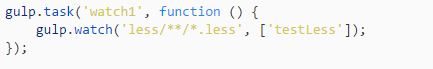 gulp.task('watch1', function () {
    gulp.watch('less/**/*.less', ['testLess']);
});